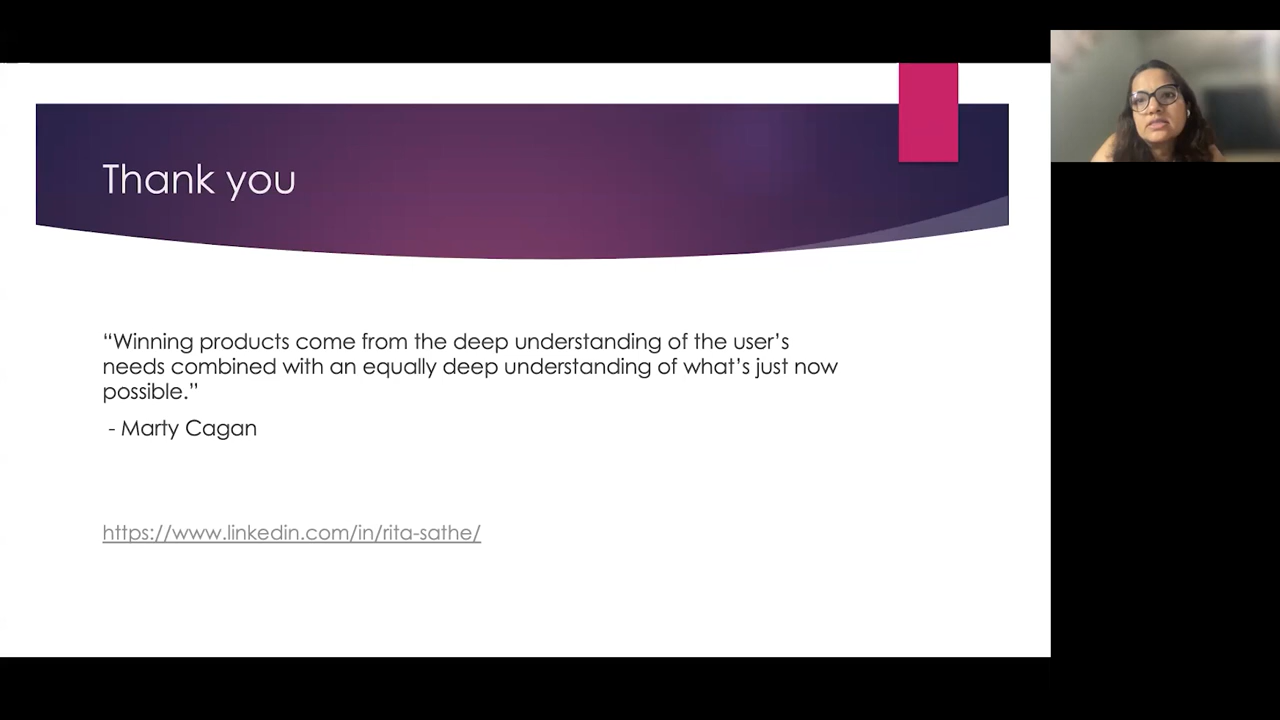 Thank you
“Winning products come from the deep understanding of the user’s
needs combined with an equally deep understanding of what’s just now
possible.”
- Marty Cagan
https://www.linkedin.com/in/rita-sathe/